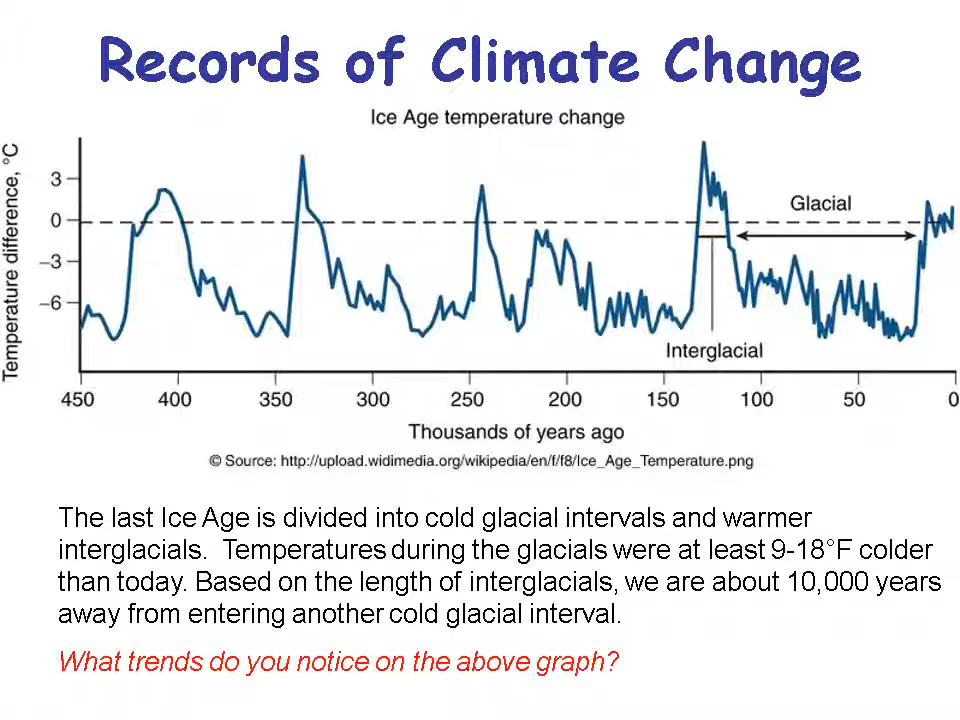 Records of Climate Change
Ice Age temperature change
Temperature difference, °C
3
0
−3
−6
Glacial
Interglacial
450 400 350 300 250 200 150 100 50 0
Thousands of years ago
© Source: http://upload.widimedia.org/wikipedia/en/f/f8/Ice_Age_Temperature.png
The last Ice Age is divided into cold glacial intervals and warmer
interglacials. Temperatures during the glacials were at least 9-18°F colder
than today. Based on the length of interglacials, we are about 10,000 years
away from entering another cold glacial interval.
What trends do you notice on the above graph?